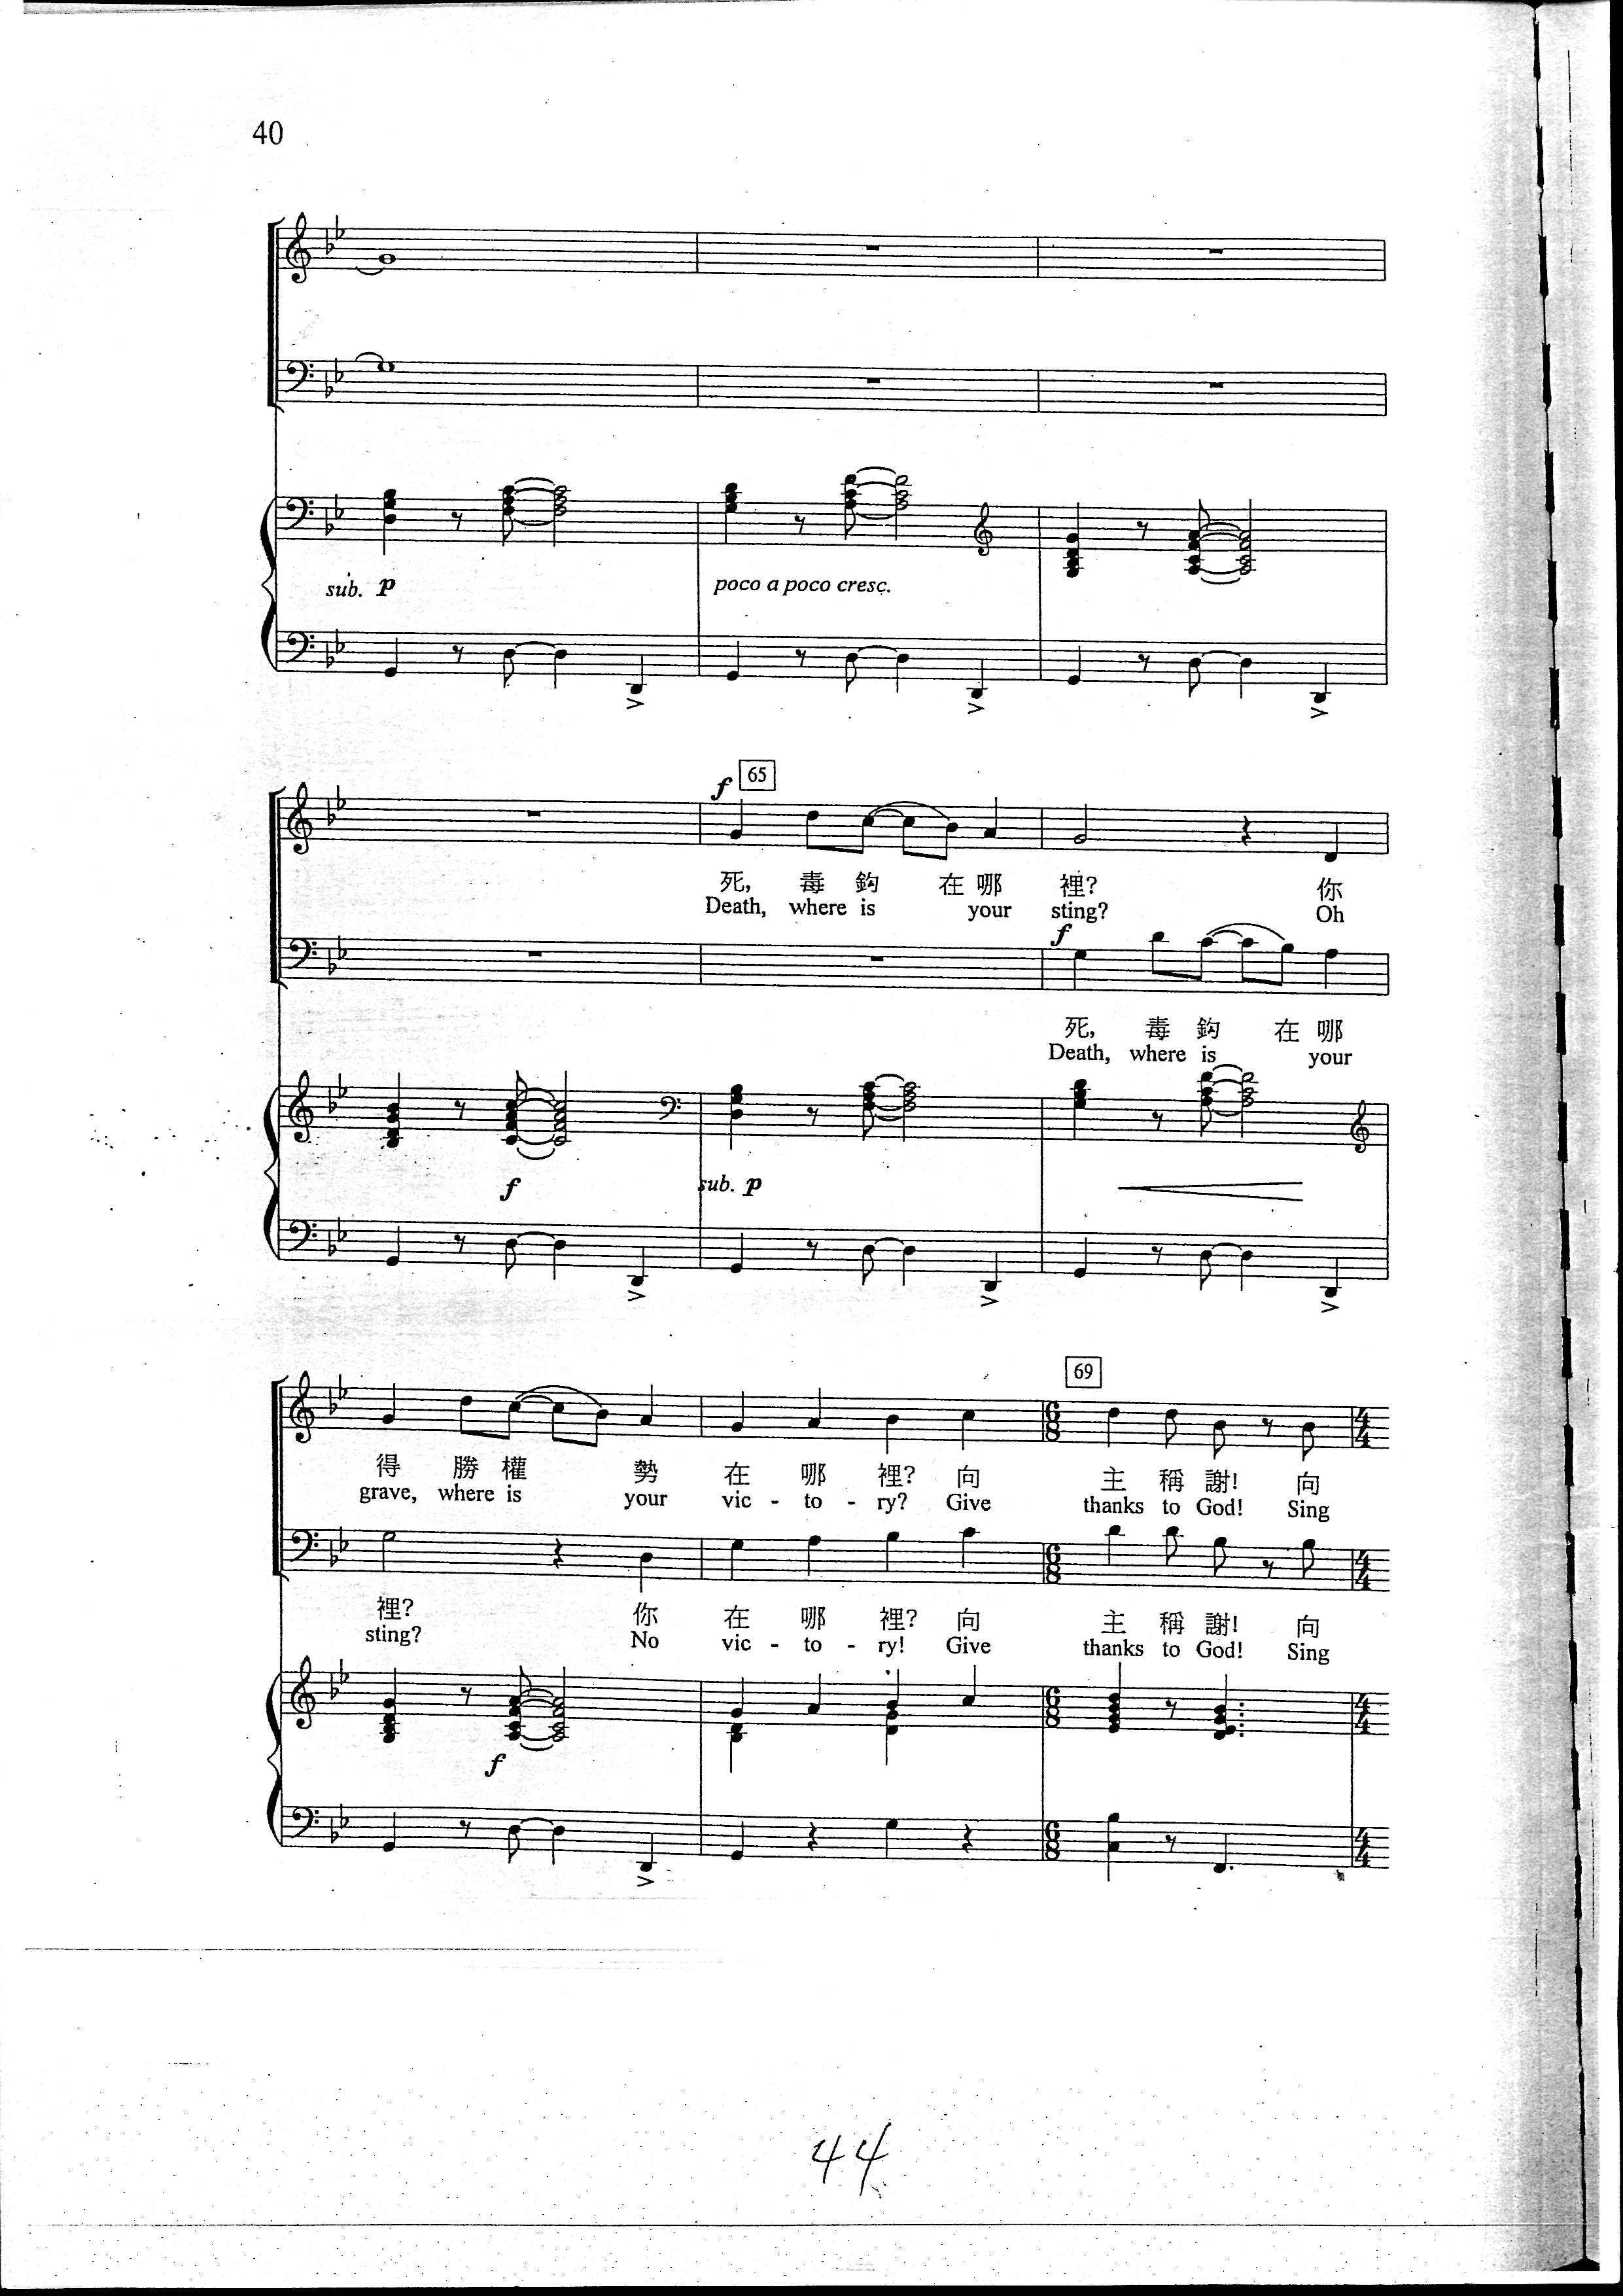 40
sub. p
poco a poco cresc.
f 65
死, 毒 鈎 在 哪 裡? 你
Death, where is your sting? Oh
f
死, 毒 鈎 在 哪
Death, where is your
f
sub. p
69
得 勝 權 勢 在 哪 裡? 向 主 稱 謝! 向
grave, where is your vic - to - ry? Give thanks to God! Sing
裡? 你 在 哪 裡? 向 主 稱 謝! 向
sting? No vic - to - ry! Give thanks to God! Sing
f
44